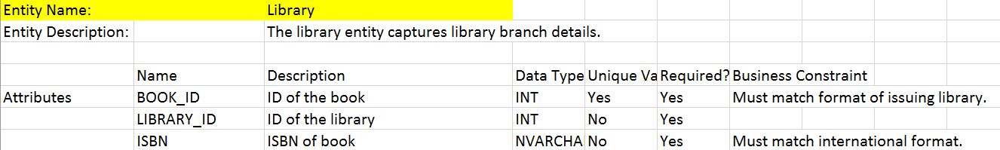 Entity Name: Library
Entity Description: The library entity captures library branch details.
Name Description Data Type Unique Va Required? Business Constraint
Attributes BOOK_ID ID of the book INT Yes Yes Must match format of issuing library.
LIBRARY_ID ID of the library INT No Yes
ISBN ISBN of book NVARCHA No Yes Must match international format.